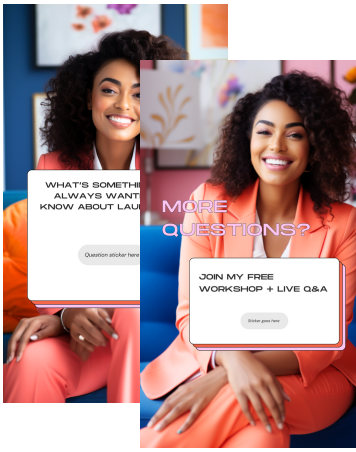 WHAT'S SOMETHI
ALWAYS WANT
KNOW ABOUT LAU
Question sticker here
MORE
QUESTIONS?
JOIN MY FREE
WORKSHOP + LIVE Q&A
Sticker goes here